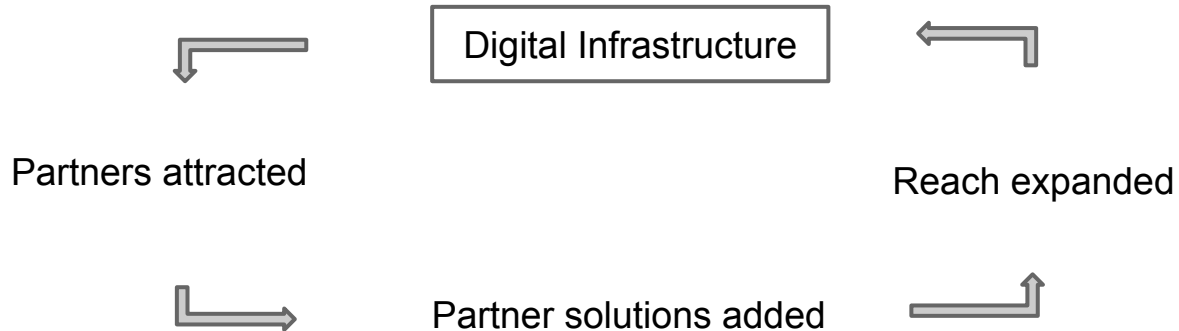 Digital Infrastructure
Partners attracted
Reach expanded
Partner solutions added